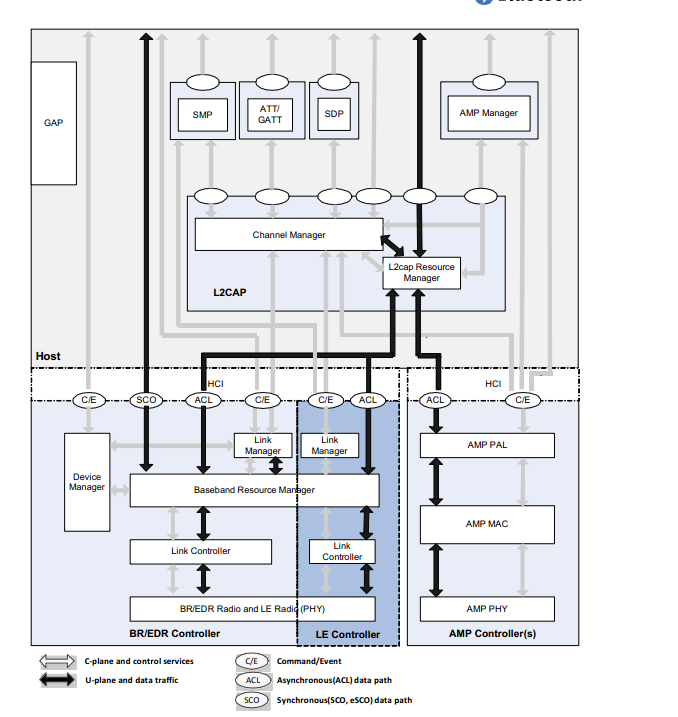 GAP
SMP
ATT/
GATT
SDP
AMP Manager
Channel Manager
L2cap Resource
Manager
L2CAP
Host
HCI
HCI
C/E
SCO
ACL
C/E
C/E
ACL
ACL
C/E
Link
Manager
Link
Manager
AMP PAL
Device
Manager
Baseband Resource Manager
AMP MAC
Link Controller
Link
Controller
BR/EDR Radio and LE Radio (PHY)
AMP PHY
BR/EDR Controller
LE Controller
AMP Controller(s)
C-plane and control services
C/E
Command/Event
U-plane and data traffic
ACL
Asynchronous(ACL) data path
SCO
Synchronous(SCO, eSCO) data path